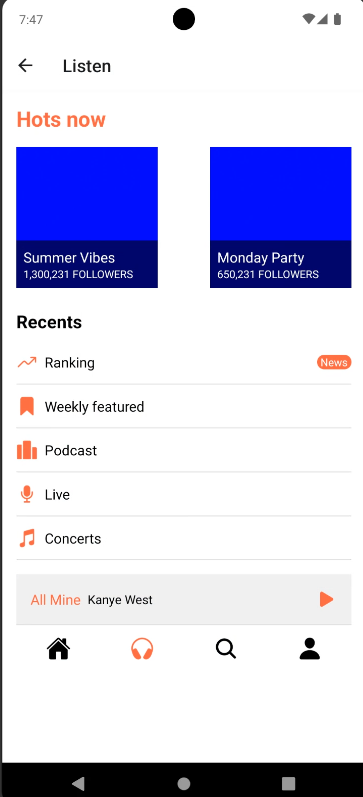 7:47
Listen
Hots now
Summer Vibes
1,300,231 FOLLOWERS
Monday Party
650,231 FOLLOWERS
Recents
Ranking
News
Weekly featured
Podcast
Live
Concerts
All Mine Kanye West